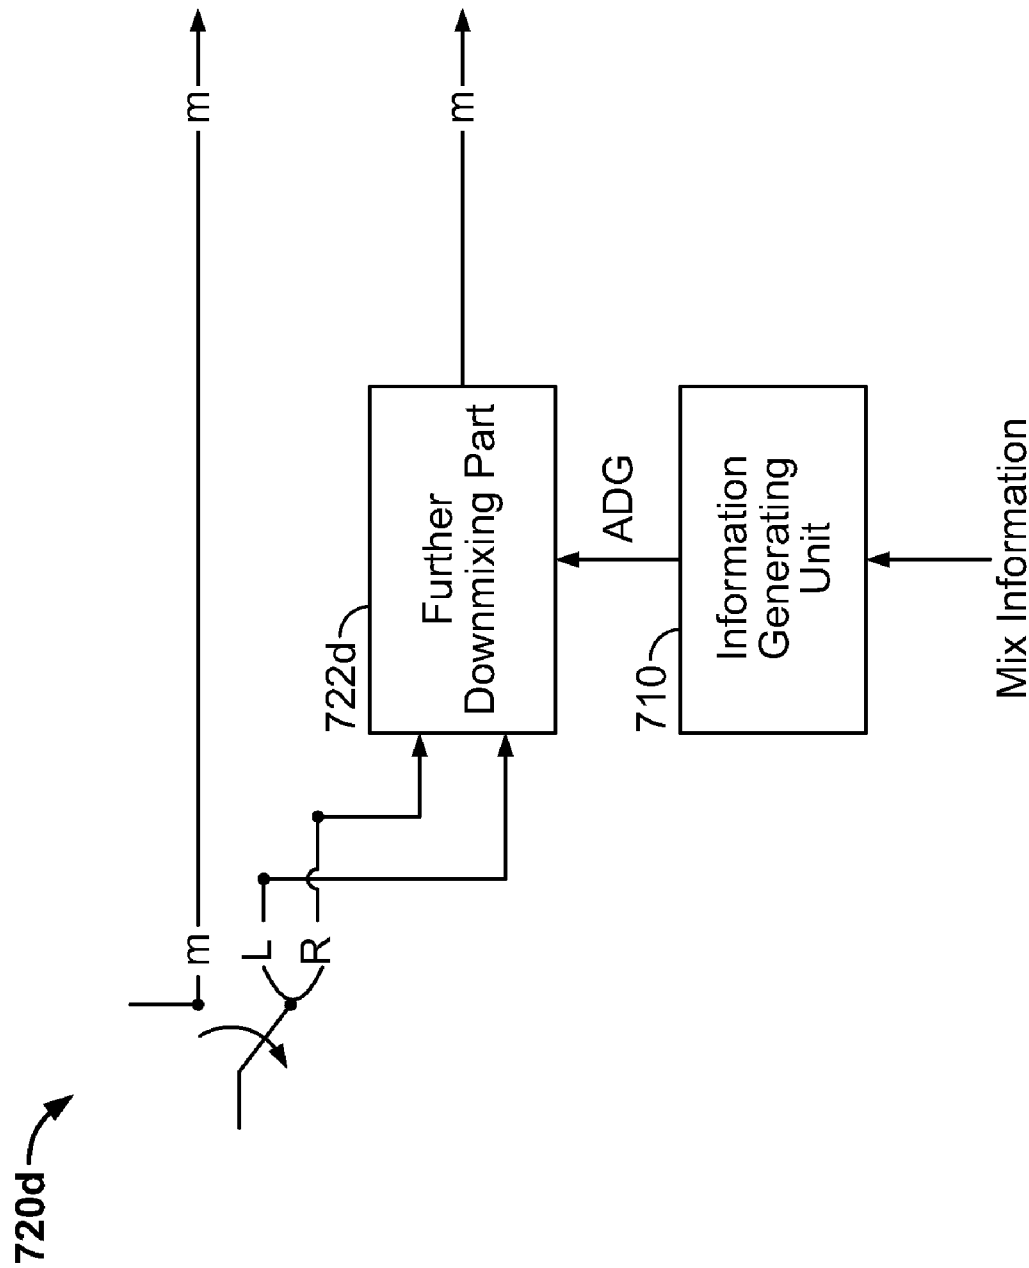 720d
m
m
L
R
722d
Further
Downmixing Part
m
ADG
710
Information
Generating
Unit
Mix Information